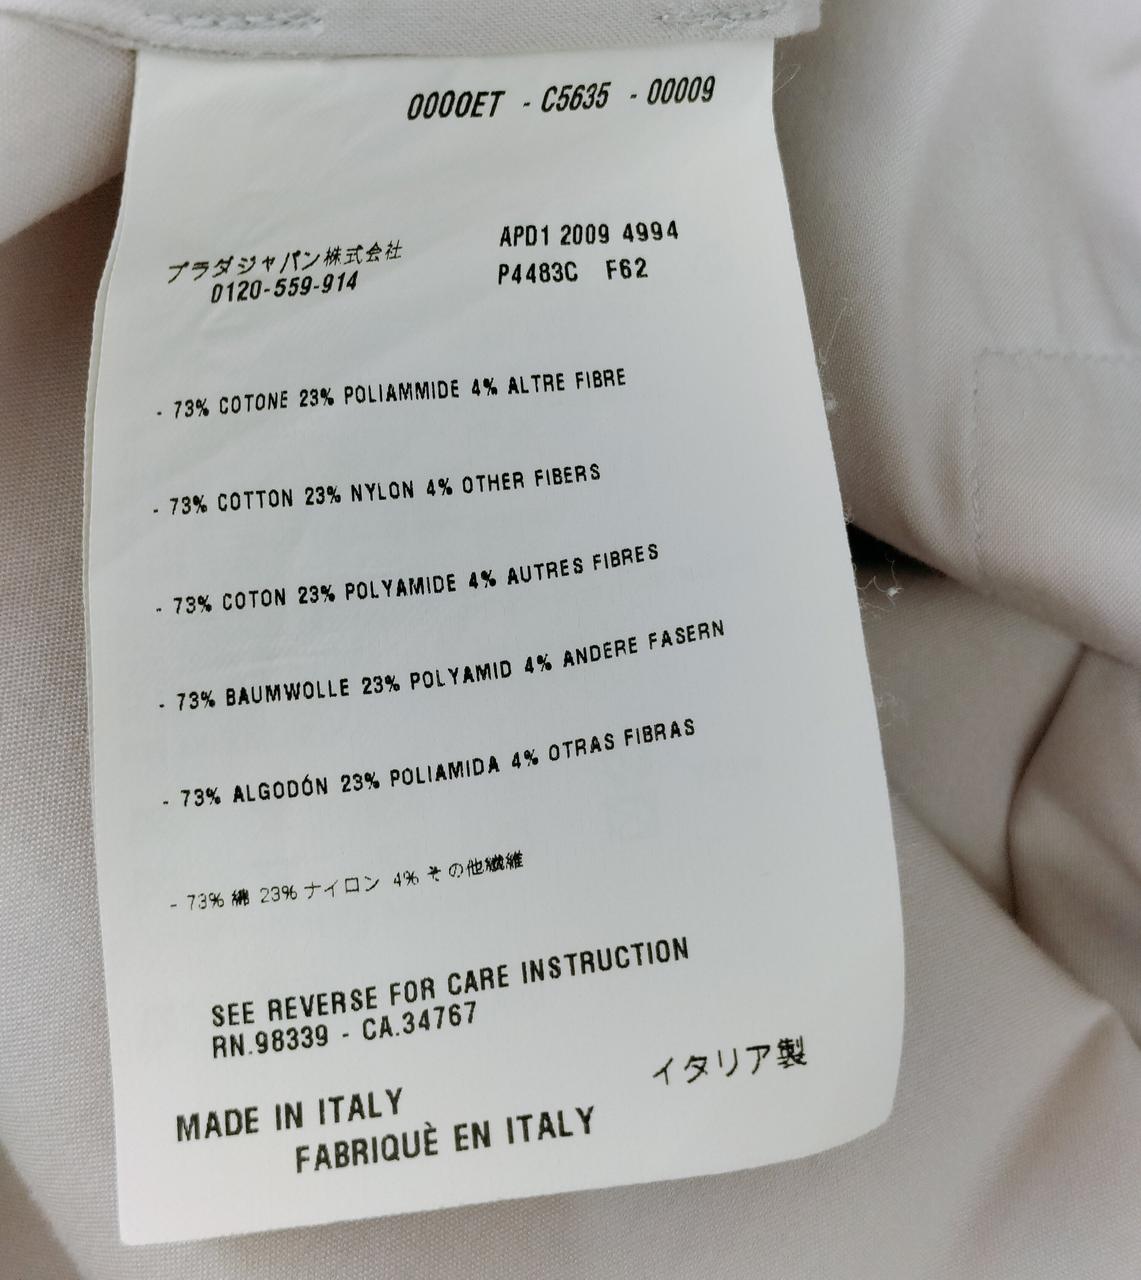 0000ET - C5635 - 00009
プラダジャパン株式会社
0120-559-914
APD1 2009 4994
P4483C F62
- 73% COTONE 23% POLIAMMIDE 4% ALTRE FIBRE
- 73% COTTON 23% NYLON 4% OTHER FIBERS
- 73% COTON 23% POLYAMIDE 4% AUTRES FIBRES
- 73% BAUMWOLLE 23% POLYAMID 4% ANDERE FASERN
- 73% ALGODÓN 23% POLIAMIDA 4% OTRAS FIBRAS
- 73% 綿 23% ナイロン 4% その他繊維
SEE REVERSE FOR CARE INSTRUCTION
RN.98339 - CA.34767
イタリア製
MADE IN ITALY
FABRIQUÈ EN ITALY